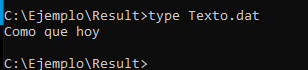 C:\Ejemplo\Result>type Texto.dat
Como que hoy
C:\Ejemplo\Result>